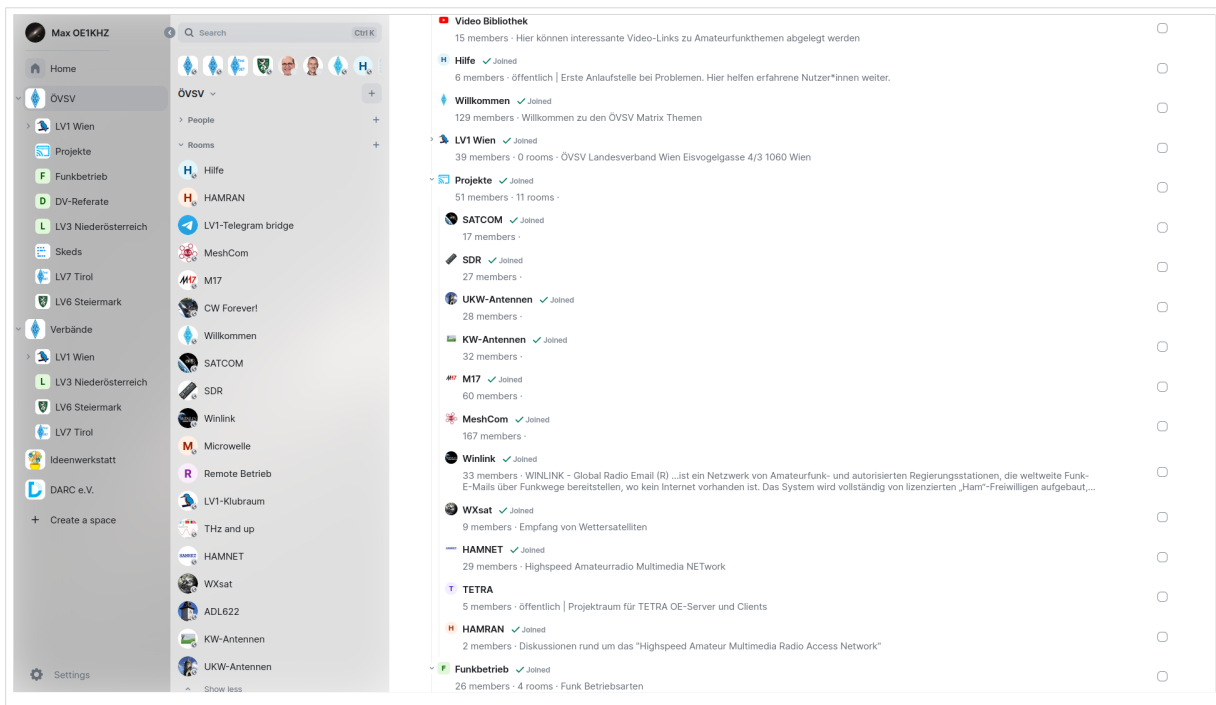 Max OE1KHZ
Home
ÖVSV
LV1 Wien
Projekte
F Funkbetrieb
D DV-Referate
L LV3 Niederösterreich
Skeds
LV7 Tirol
LV6 Steiermark
Verbände
LV1 Wien
L LV3 Niederösterreich
LV6 Steiermark
LV7 Tirol
Ideenwerkstatt
DARC e.V.
+ Create a space
Settings
Search Ctrl K
H
ÖVSV +
> People +
Rooms +
H Hilfe
H HAMRAN
LV1-Telegram bridge
MeshCom
M17 M17
CW Forever!
Willkommen
SATCOM
SDR
Winlink
M Microwelle
R Remote Betrieb
LV1-Klubraum
THz and up
HAMNET HAMNET
WXsat
ADL622
KW-Antennen
UKW-Antennen
Show less
Video Bibliothek
15 members · Hier können interessante Video-Links zu Amateurfunkthemen abgelegt werden
H Hilfe ✓ Joined
6 members · öffentlich | Erste Anlaufstelle bei Problemen. Hier helfen erfahrene Nutzer*innen weiter.
Willkommen ✓ Joined
129 members · Willkommen zu den ÖVSV Matrix Themen
LV1 Wien ✓ Joined
39 members · 0 rooms · ÖVSV Landesverband Wien Eisvogelgasse 4/3 1060 Wien
Projekte ✓ Joined
51 members · 11 rooms ·
SATCOM ✓ Joined
17 members ·
SDR ✓ Joined
27 members ·
UKW-Antennen ✓ Joined
28 members ·
KW-Antennen ✓ Joined
32 members ·
M17 M17 ✓ Joined
60 members ·
MeshCom ✓ Joined
167 members ·
Winlink ✓ Joined
33 members · WINLINK - Global Radio Email (R) ...ist ein Netzwerk von Amateurfunk- und autorisierten Regierungsstationen, die weltweite Funk-
E-Mails über Funkwege bereitstellen, wo kein Internet vorhanden ist. Das System wird vollständig von lizenzierten „Ham“-Freiwilligen aufgebaut,...
WXsat ✓ Joined
9 members · Empfang von Wettersatelliten
HAMNET ✓ Joined
29 members · Highspeed Amateurradio Multimedia NETwork
T TETRA
5 members · öffentlich | Projektraum für TETRA OE-Server und Clients
H HAMRAN ✓ Joined
2 members · Diskussionen rund um das "Highspeed Amateur Multimedia Radio Access Network"
F Funkbetrieb ✓ Joined
26 members · 4 rooms · Funk Betriebsarten